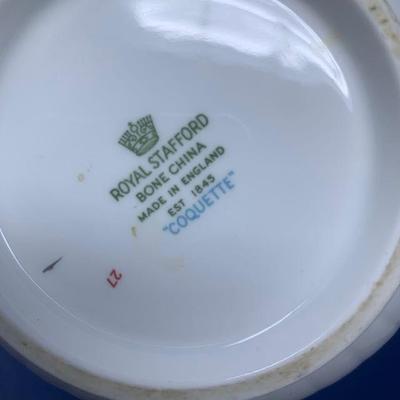 ROYAL STAFFORD
BONE CHINA
MADE IN ENGLAND
EST 1845
"COQUETTE"
27